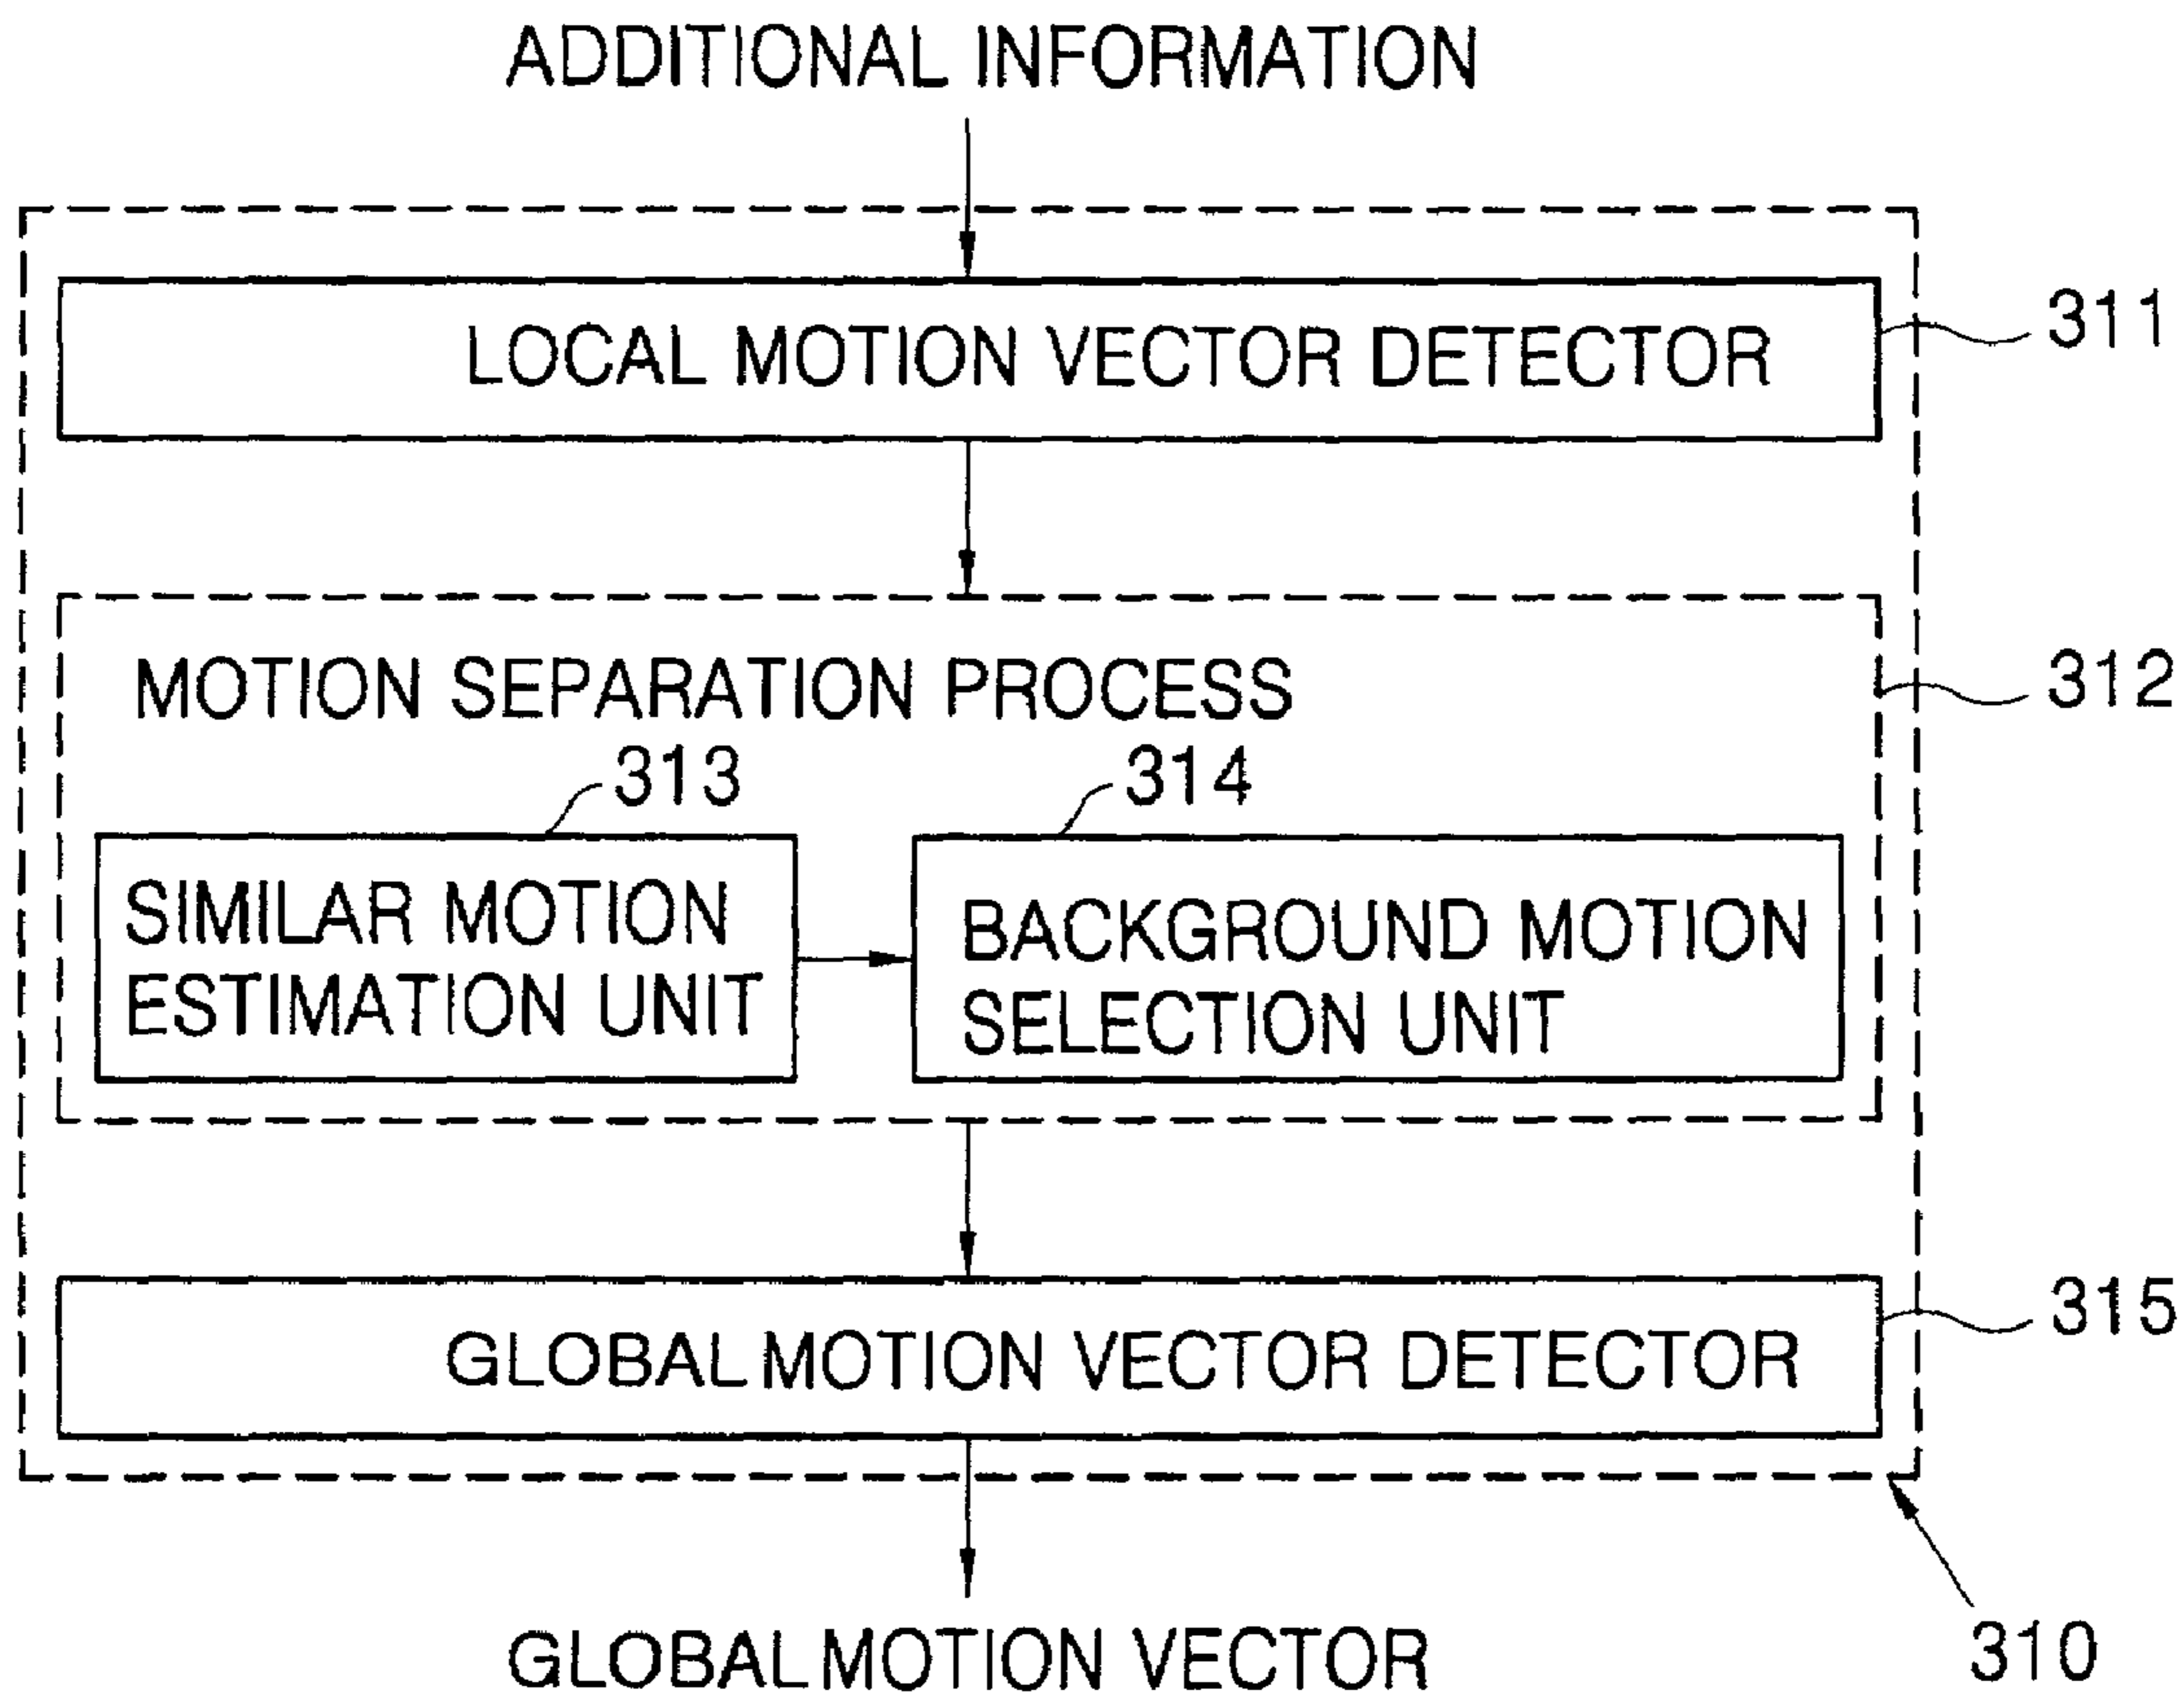 ADDITIONAL INFORMATION
LOCAL MOTION VECTOR DETECTOR
311
MOTION SEPARATION PROCESS
312
313
314
SIMILAR MOTION
ESTIMATION UNIT
BACKGROUND MOTION
SELECTION UNIT
315
GLOBAL MOTION VECTOR DETECTOR
GLOBAL MOTION VECTOR
310